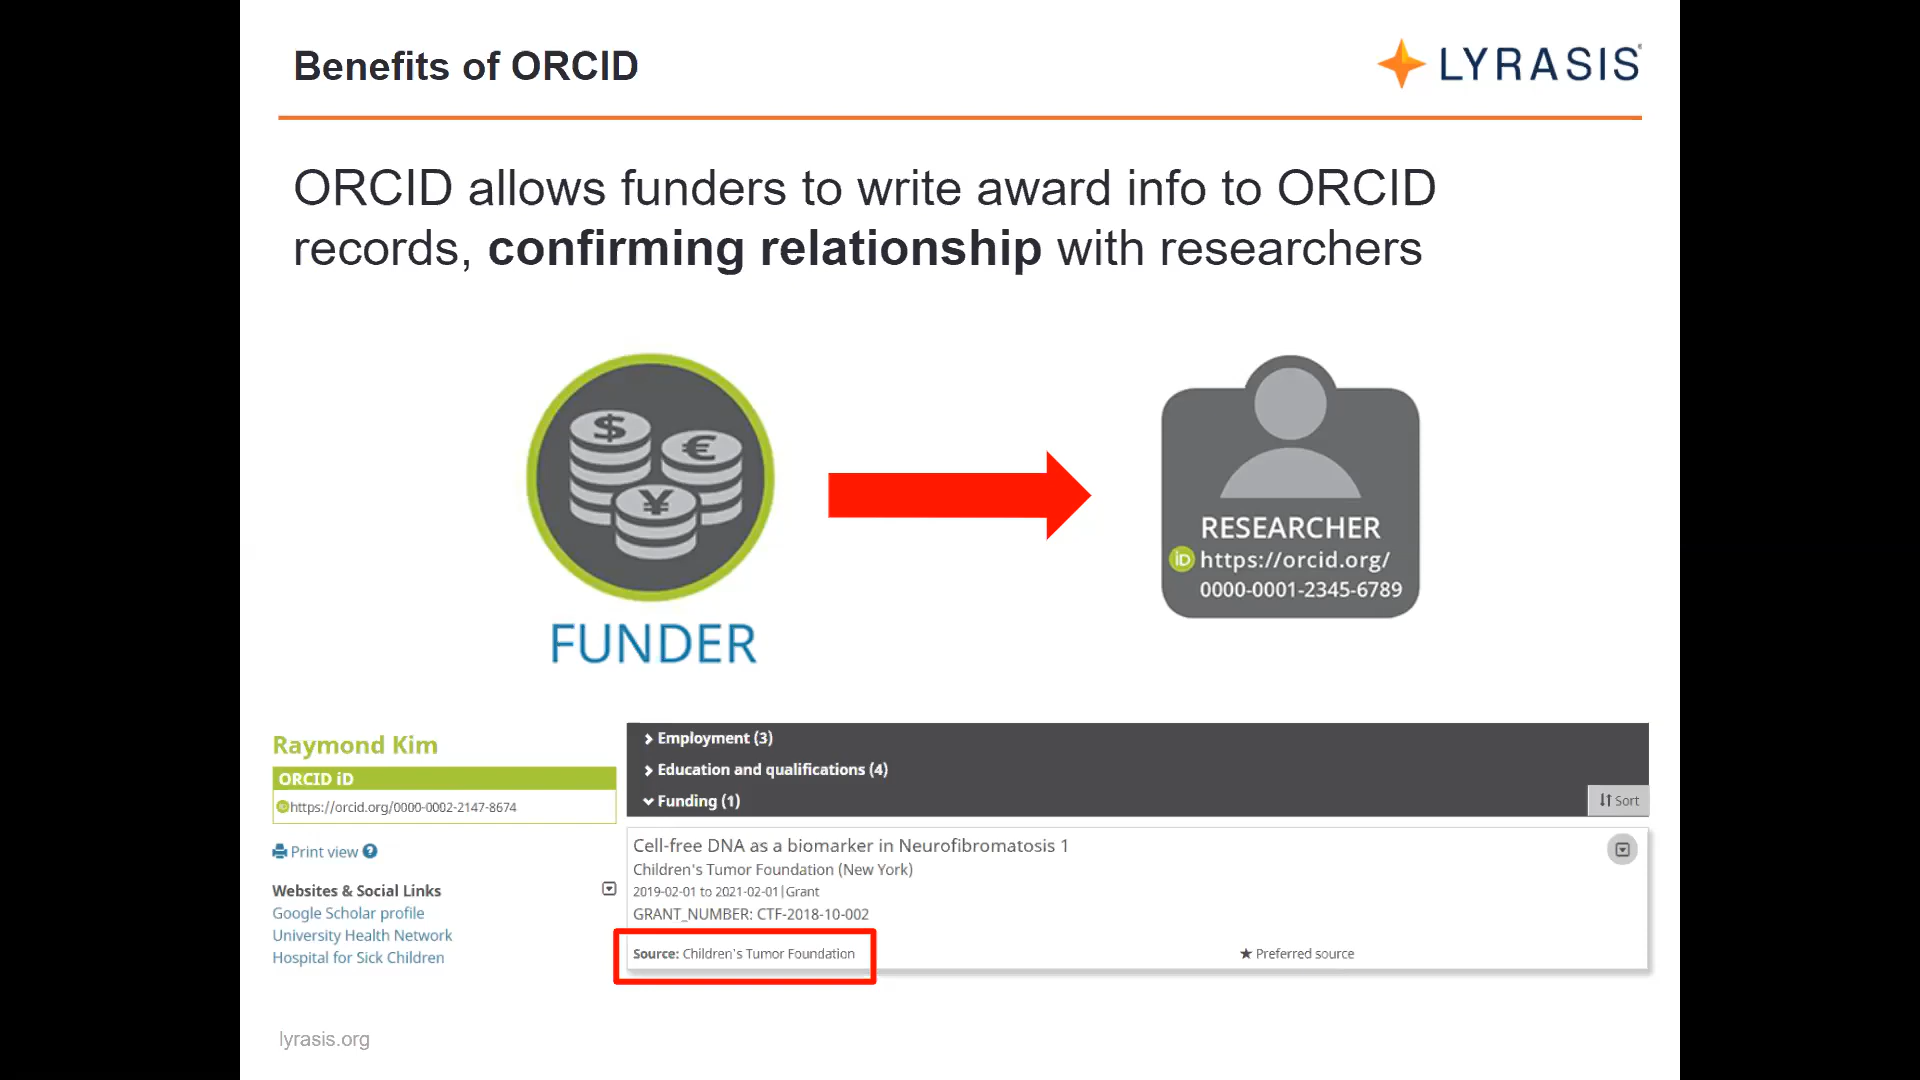 Benefits of ORCID
LYRASIS
ORCID allows funders to write award info to ORCID
records, confirming relationship with researchers
$
€
¥
FUNDER
RESEARCHER
iD https://orcid.org/
0000-0001-2345-6789
Raymond Kim
ORCID iD
iD https://orcid.org/0000-0002-2147-8674
Print view ?
Websites & Social Links
Google Scholar profile
University Health Network
Hospital for Sick Children
Employment (3)
Education and qualifications (4)
Funding (1)
Sort
Cell-free DNA as a biomarker in Neurofibromatosis 1
Children's Tumor Foundation (New York)
2019-02-01 to 2021-02-01|Grant
GRANT_NUMBER: CTF-2018-10-002
Source: Children's Tumor Foundation
★ Preferred source
lyrasis.org